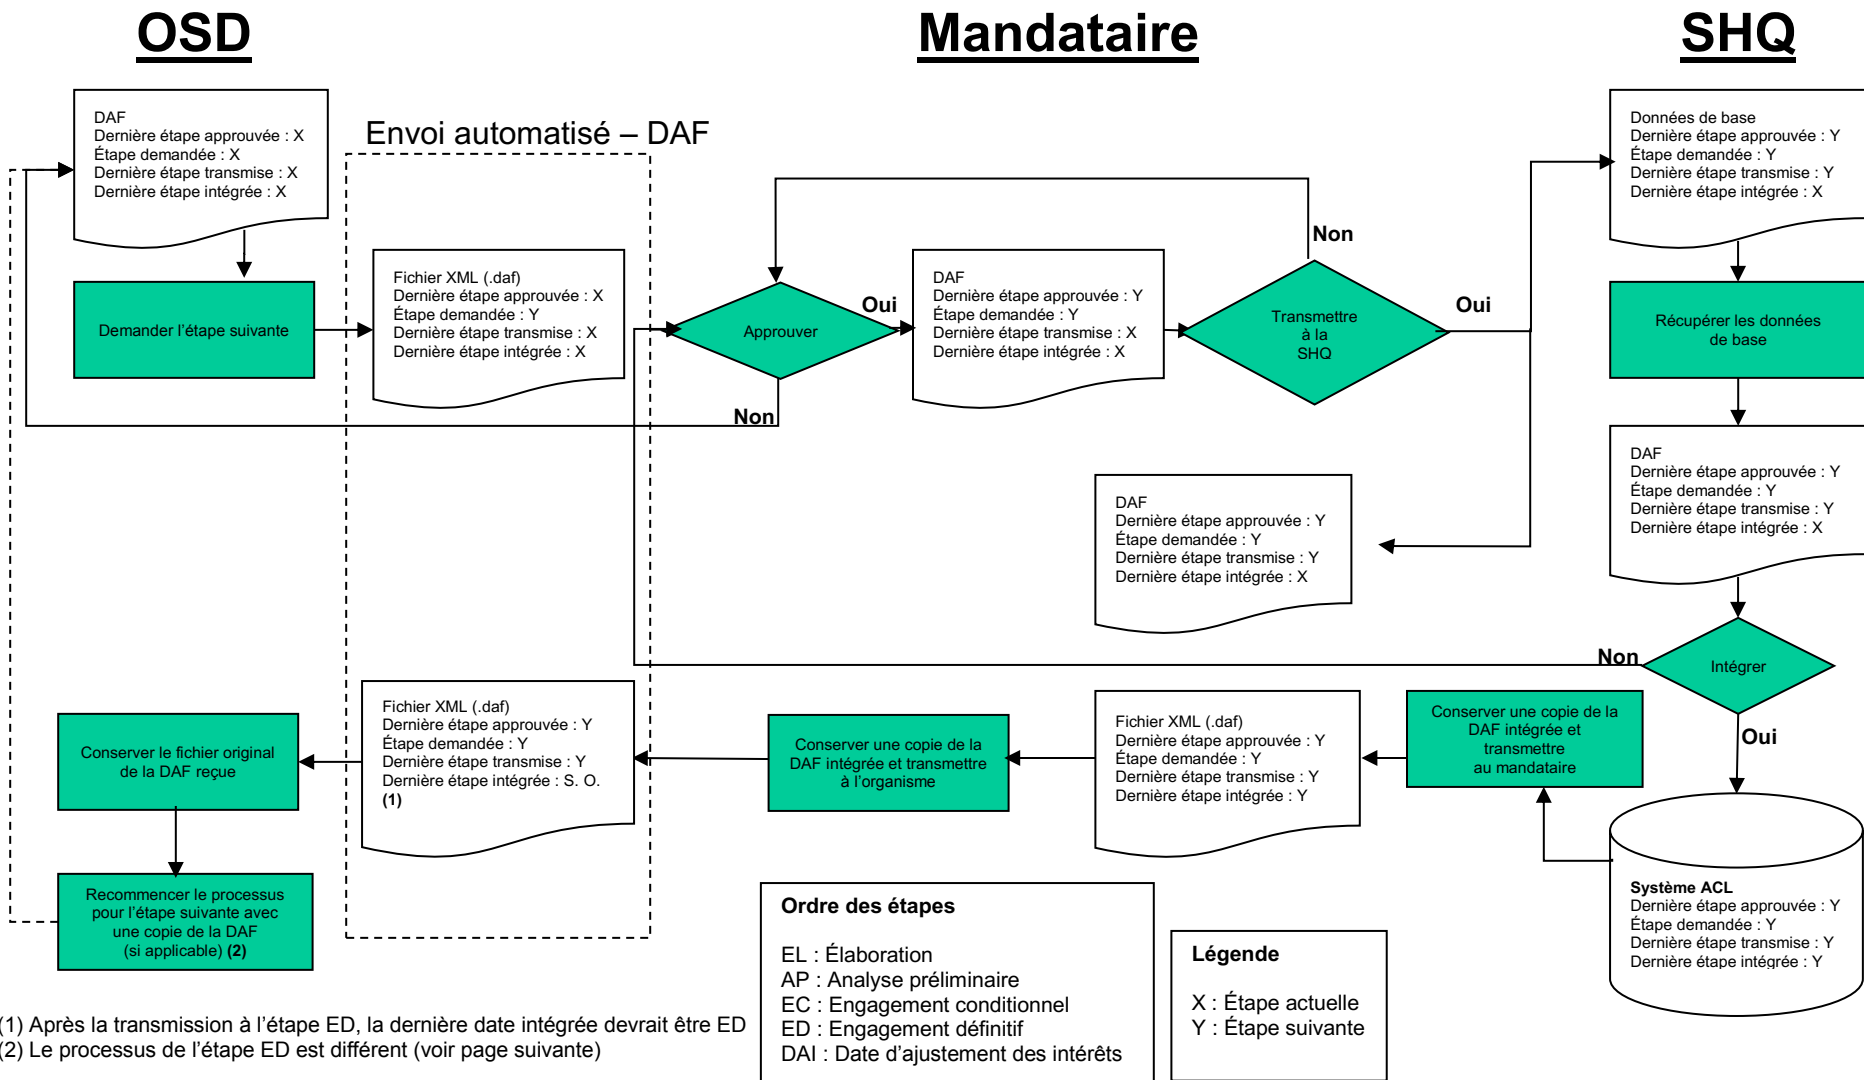 OSD
Mandataire
SHQ
DAF
Dernière étape approuvée : X
Étape demandée : X
Dernière étape transmise : X
Dernière étape intégrée : X
Envoi automatisé – DAF
Données de base
Dernière étape approuvée : Y
Étape demandée : Y
Dernière étape transmise : Y
Dernière étape intégrée : X
Demander l’étape suivante
Fichier XML (.daf)
Dernière étape approuvée : X
Étape demandée : Y
Dernière étape transmise : X
Dernière étape intégrée : X
Approuver
Oui
Non
DAF
Dernière étape approuvée : Y
Étape demandée : Y
Dernière étape transmise : X
Dernière étape intégrée : X
Non
Transmettre
à la
SHQ
Oui
Récupérer les données
de base
DAF
Dernière étape approuvée : Y
Étape demandée : Y
Dernière étape transmise : Y
Dernière étape intégrée : X
DAF
Dernière étape approuvée : Y
Étape demandée : Y
Dernière étape transmise : Y
Dernière étape intégrée : X
Non
Intégrer
Oui
Conserver le fichier original
de la DAF reçue
Fichier XML (.daf)
Dernière étape approuvée : Y
Étape demandée : Y
Dernière étape transmise : Y
Dernière étape intégrée : S. O.
(1)
Conserver une copie de la
DAF intégrée et transmettre
à l’organisme
Fichier XML (.daf)
Dernière étape approuvée : Y
Étape demandée : Y
Dernière étape transmise : Y
Dernière étape intégrée : Y
Conserver une copie de la
DAF intégrée et
transmettre
au mandataire
Recommencer le processus
pour l’étape suivante avec
une copie de la DAF
(si applicable) (2)
Système ACL
Dernière étape approuvée : Y
Étape demandée : Y
Dernière étape transmise : Y
Dernière étape intégrée : Y
Ordre des étapes
EL : Élaboration
AP : Analyse préliminaire
EC : Engagement conditionnel
ED : Engagement définitif
DAI : Date d’ajustement des intérêts
Légende
X : Étape actuelle
Y : Étape suivante
(1) Après la transmission à l’étape ED, la dernière date intégrée devrait être ED
(2) Le processus de l’étape ED est différent (voir page suivante)